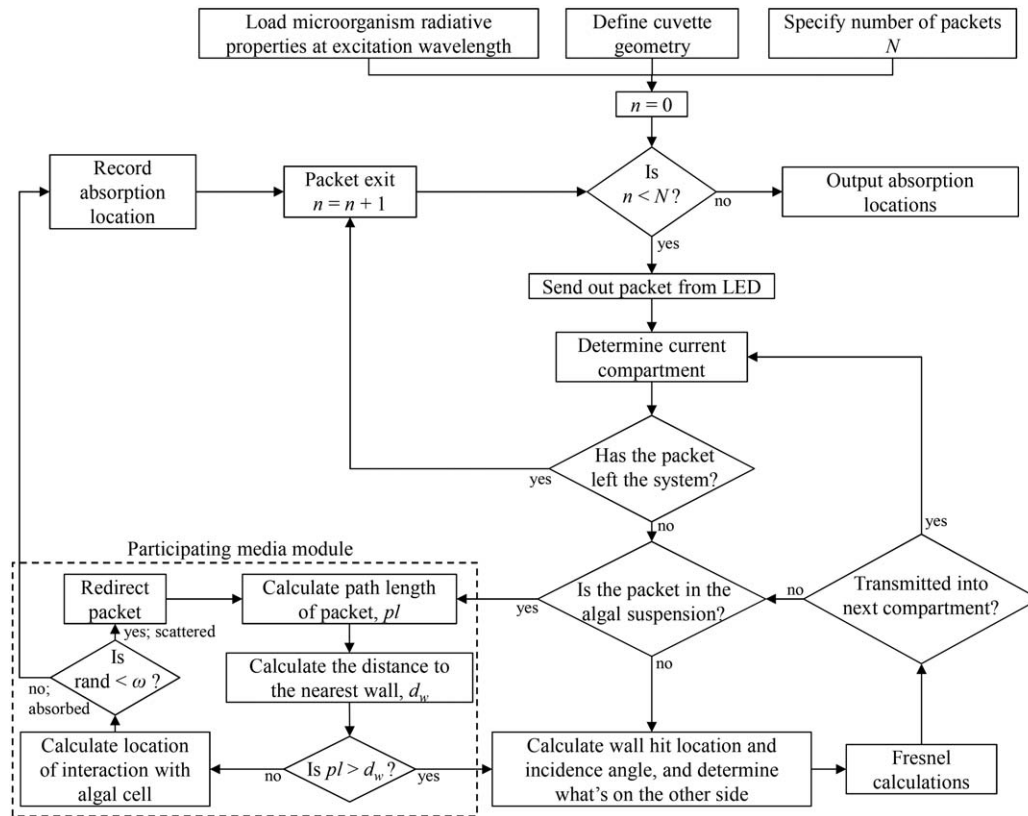 Load microorganism radiative
properties at excitation wavelength
Define cuvette
geometry
Specify number of packets
N
n = 0
Record
absorption
location
Packet exit
n = n + 1
Is
n < N?
no
Output absorption
locations
yes
Send out packet from LED
Determine current
compartment
Has the packet
left the system?
yes
no
yes
Participating media module
Redirect
packet
Calculate path length
of packet, pl
yes
Is the packet in the
algal suspension?
no
Transmitted into
next compartment?
yes; scattered
Is
rand < ω ?
no;
absorbed
Calculate the distance to
the nearest wall, d_w
no
Calculate location
of interaction with
algal cell
no
Is pl > d_w?
yes
Calculate wall hit location and
incidence angle, and determine
what's on the other side
Fresnel
calculations